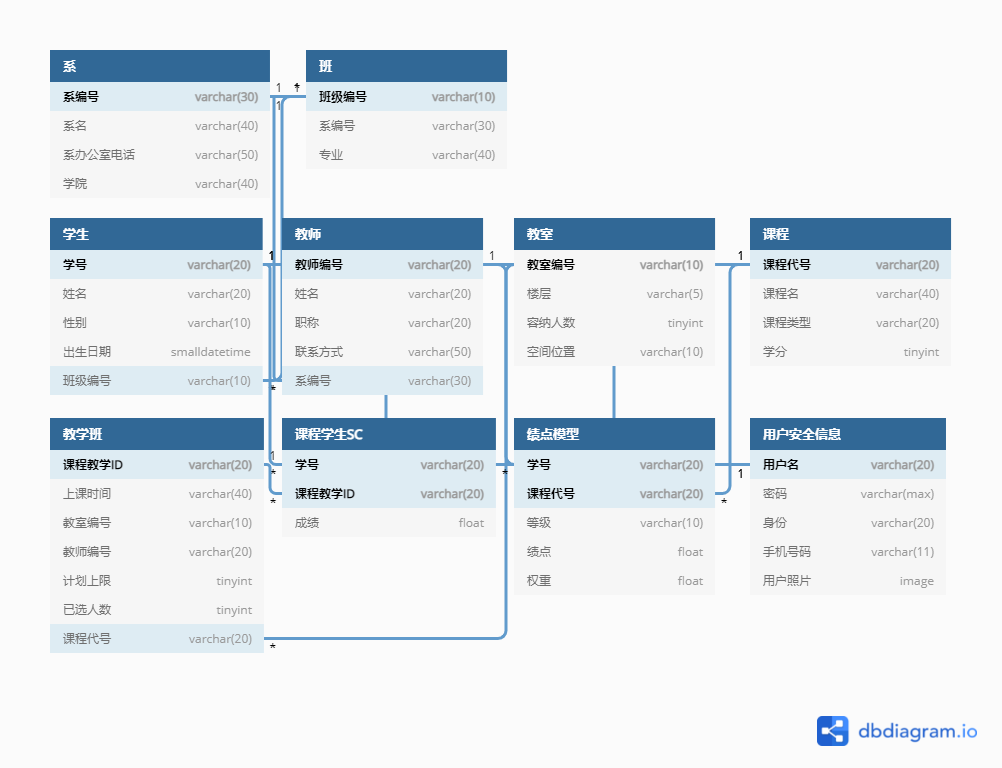 系
系编号 varchar(30)
系名 varchar(40)
系办公室电话 varchar(50)
学院 varchar(40)
1
1
*
班
班级编号 varchar(10)
系编号 varchar(30)
专业 varchar(40)
学生
学号 varchar(20)
姓名 varchar(20)
性别 varchar(10)
出生日期 smalldatetime
班级编号 varchar(10)
1
*
教师
教师编号 varchar(20)
姓名 varchar(20)
职称 varchar(20)
联系方式 varchar(50)
系编号 varchar(30)
1
教室
教室编号 varchar(10)
楼层 varchar(5)
容纳人数 tinyint
空间位置 varchar(10)
1
课程
课程代号 varchar(20)
课程名 varchar(40)
课程类型 varchar(20)
学分 tinyint
教学班
课程教学ID varchar(20)
上课时间 varchar(40)
教室编号 varchar(10)
教师编号 varchar(20)
计划上限 tinyint
已选人数 tinyint
课程代号 varchar(20)
1
*
*
*
课程学生SC
学号 varchar(20)
课程教学ID varchar(20)
成绩 float
*
绩点模型
学号 varchar(20)
课程代号 varchar(20)
等级 varchar(10)
绩点 float
权重 float
1
*
用户安全信息
用户名 varchar(20)
密码 varchar(max)
身份 varchar(20)
手机号码 varchar(11)
用户照片 image
dbdiagram.io